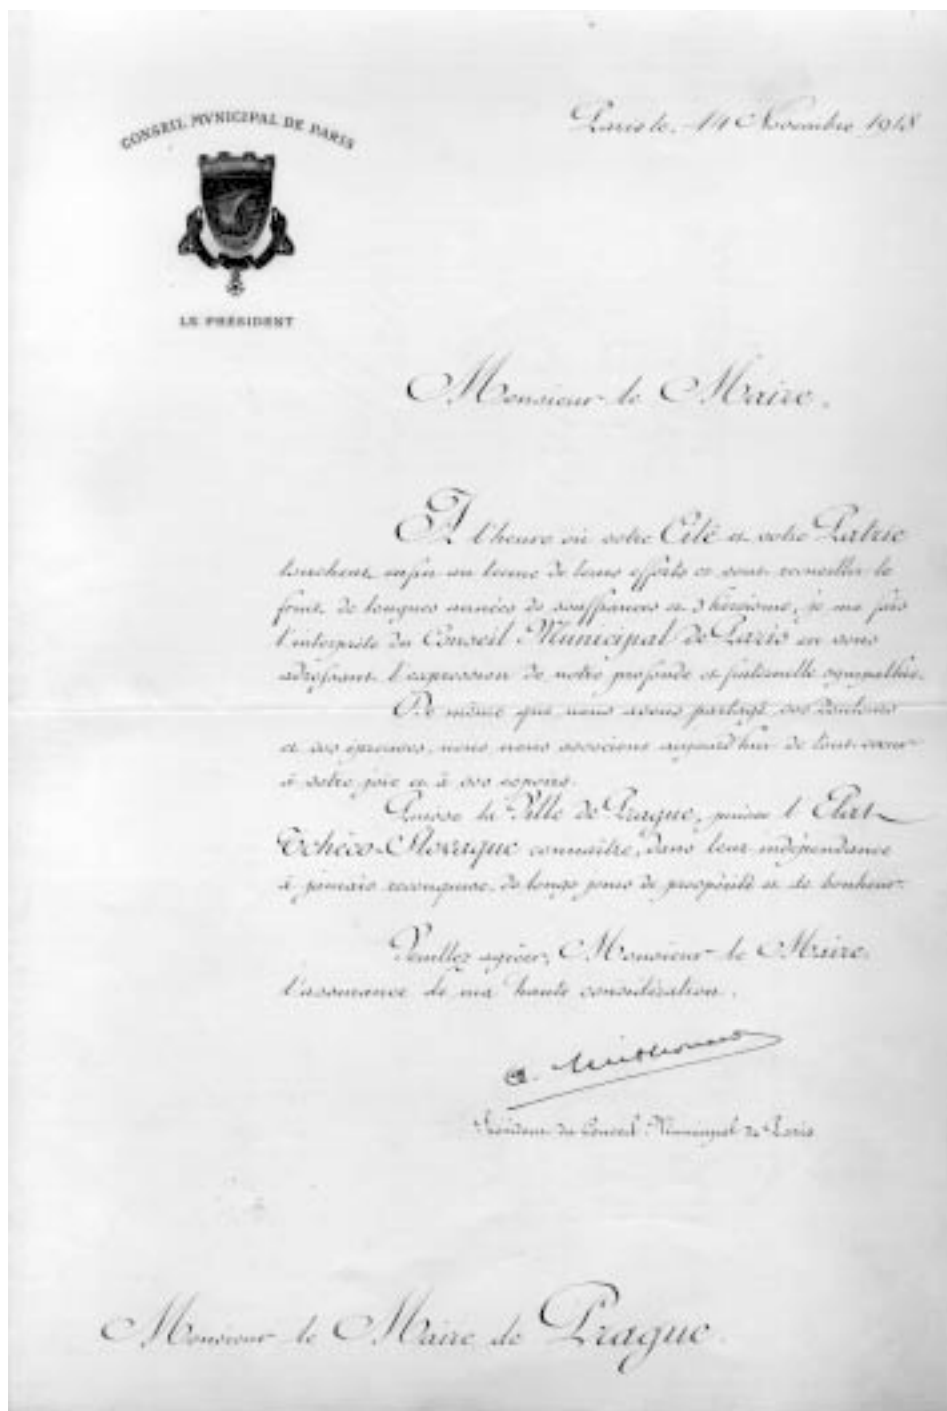 CONSEIL MVNICIPAL DE PARIS
LE PRÉSIDENT
Paris le, 14 Novembre 1918
Monsieur le Maire,
A l'heure où votre Cité et votre Patrie
touchent enfin au terme de leurs efforts et vont recueillir le
fruit de longues années de souffrances et d'héroïsme, je me fais
l'interprète du Conseil Municipal de Paris en vous
adressant l'expression de notre profonde et fraternelle sympathie.
De même que nous avons partagé vos douleurs
et vos épreuves, nous nous associons aujourd'hui de tout cœur
à votre joie et à vos espoirs.
Puisse la Ville de Prague, puisse l'Etat
Tchéco-Slovaque connaître, dans leur indépendance
à jamais reconquise, de longs jours de prospérité et de bonheur.
Veuillez agréer, Monsieur le Maire,
l'assurance de ma haute considération.
Président du Conseil Municipal de Paris
Monsieur le Maire de Prague